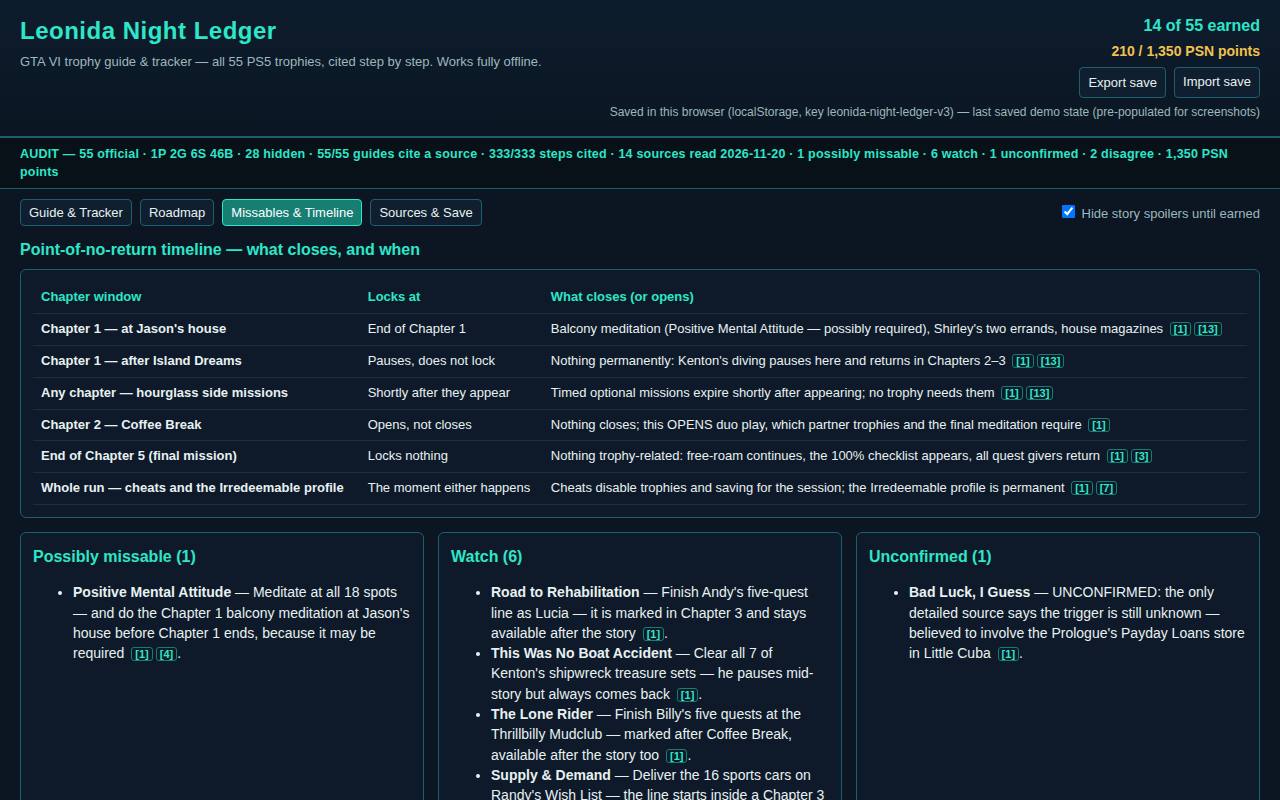 Leonida Night Ledger
14 of 55 earned
GTA VI trophy guide & tracker — all 55 PS5 trophies, cited step by step. Works fully offline.
210 / 1,350 PSN points
Export save
Import save
Saved in this browser (localStorage, key leonida-night-ledger-v3) — last saved demo state (pre-populated for screenshots)
AUDIT — 55 official · 1P 2G 6S 46B · 28 hidden · 55/55 guides cite a source · 333/333 steps cited · 14 sources read 2026-11-20 · 1 possibly missable · 6 watch · 1 unconfirmed · 2 disagree · 1,350 PSN
points
Guide & Tracker
Roadmap
Missables & Timeline
Sources & Save
Hide story spoilers until earned
Point-of-no-return timeline — what closes, and when
Chapter window Locks at What closes (or opens)
Chapter 1 — at Jason's house End of Chapter 1 Balcony meditation (Positive Mental Attitude — possibly required), Shirley's two errands, house magazines [1] [13]
Chapter 1 — after Island Dreams Pauses, does not lock Nothing permanently: Kenton's diving pauses here and returns in Chapters 2–3 [1] [13]
Any chapter — hourglass side missions Shortly after they appear Timed optional missions expire shortly after appearing; no trophy needs them [1] [13]
Chapter 2 — Coffee Break Opens, not closes Nothing closes; this OPENS duo play, which partner trophies and the final meditation require [1]
End of Chapter 5 (final mission) Locks nothing Nothing trophy-related: free-roam continues, the 100% checklist appears, all quest givers return [1] [3]
Whole run — cheats and the Irredeemable profile The moment either happens Cheats disable trophies and saving for the session; the Irredeemable profile is permanent [1] [7]
Possibly missable (1)
• Positive Mental Attitude — Meditate at all 18 spots
— and do the Chapter 1 balcony meditation at Jason's
house before Chapter 1 ends, because it may be
required [1] [4].
Watch (6)
• Road to Rehabilitation — Finish Andy's five-quest
line as Lucia — it is marked in Chapter 3 and stays
available after the story [1].
• This Was No Boat Accident — Clear all 7 of
Kenton's shipwreck treasure sets — he pauses mid-
story but always comes back [1].
• The Lone Rider — Finish Billy's five quests at the
Thrillbilly Mudclub — marked after Coffee Break,
available after the story too [1].
• Supply & Demand — Deliver the 16 sports cars on
Randy's Wish List — the line starts inside a Chapter 3
Unconfirmed (1)
• Bad Luck, I Guess — UNCONFIRMED: the only
detailed source says the trigger is still unknown —
believed to involve the Prologue's Payday Loans store
in Little Cuba [1].